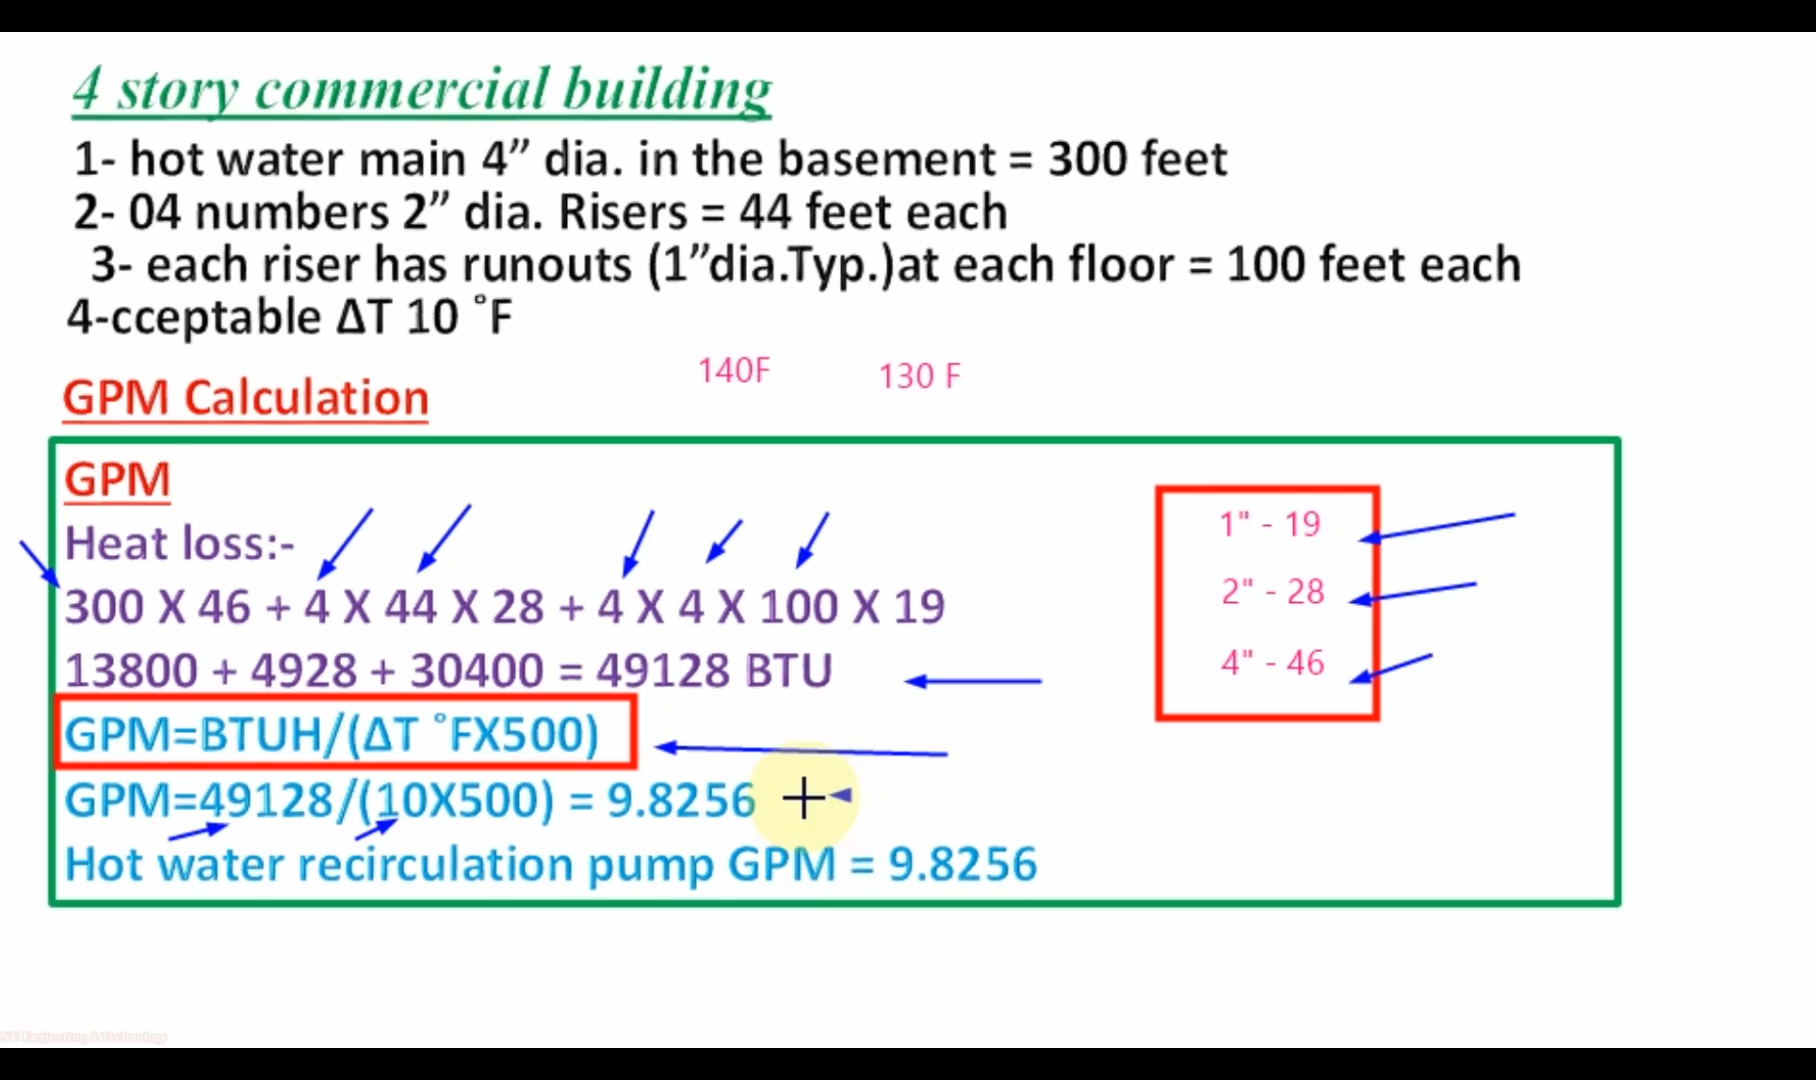 4 story commercial building
1- hot water main 4” dia. in the basement = 300 feet
2- 04 numbers 2” dia. Risers = 44 feet each
3- each riser has runouts (1”dia.Typ.)at each floor = 100 feet each
4-cceptable ΔT 10 ˚F
140F 130 F
GPM Calculation
GPM
Heat loss:-
300 X 46 + 4 X 44 X 28 + 4 X 4 X 100 X 19
13800 + 4928 + 30400 = 49128 BTU
GPM=BTUH/(ΔT ˚FX500)
GPM=49128/(10X500) = 9.8256
Hot water recirculation pump GPM = 9.8256
1" - 19
2" - 28
4" - 46
Engineering & Technology